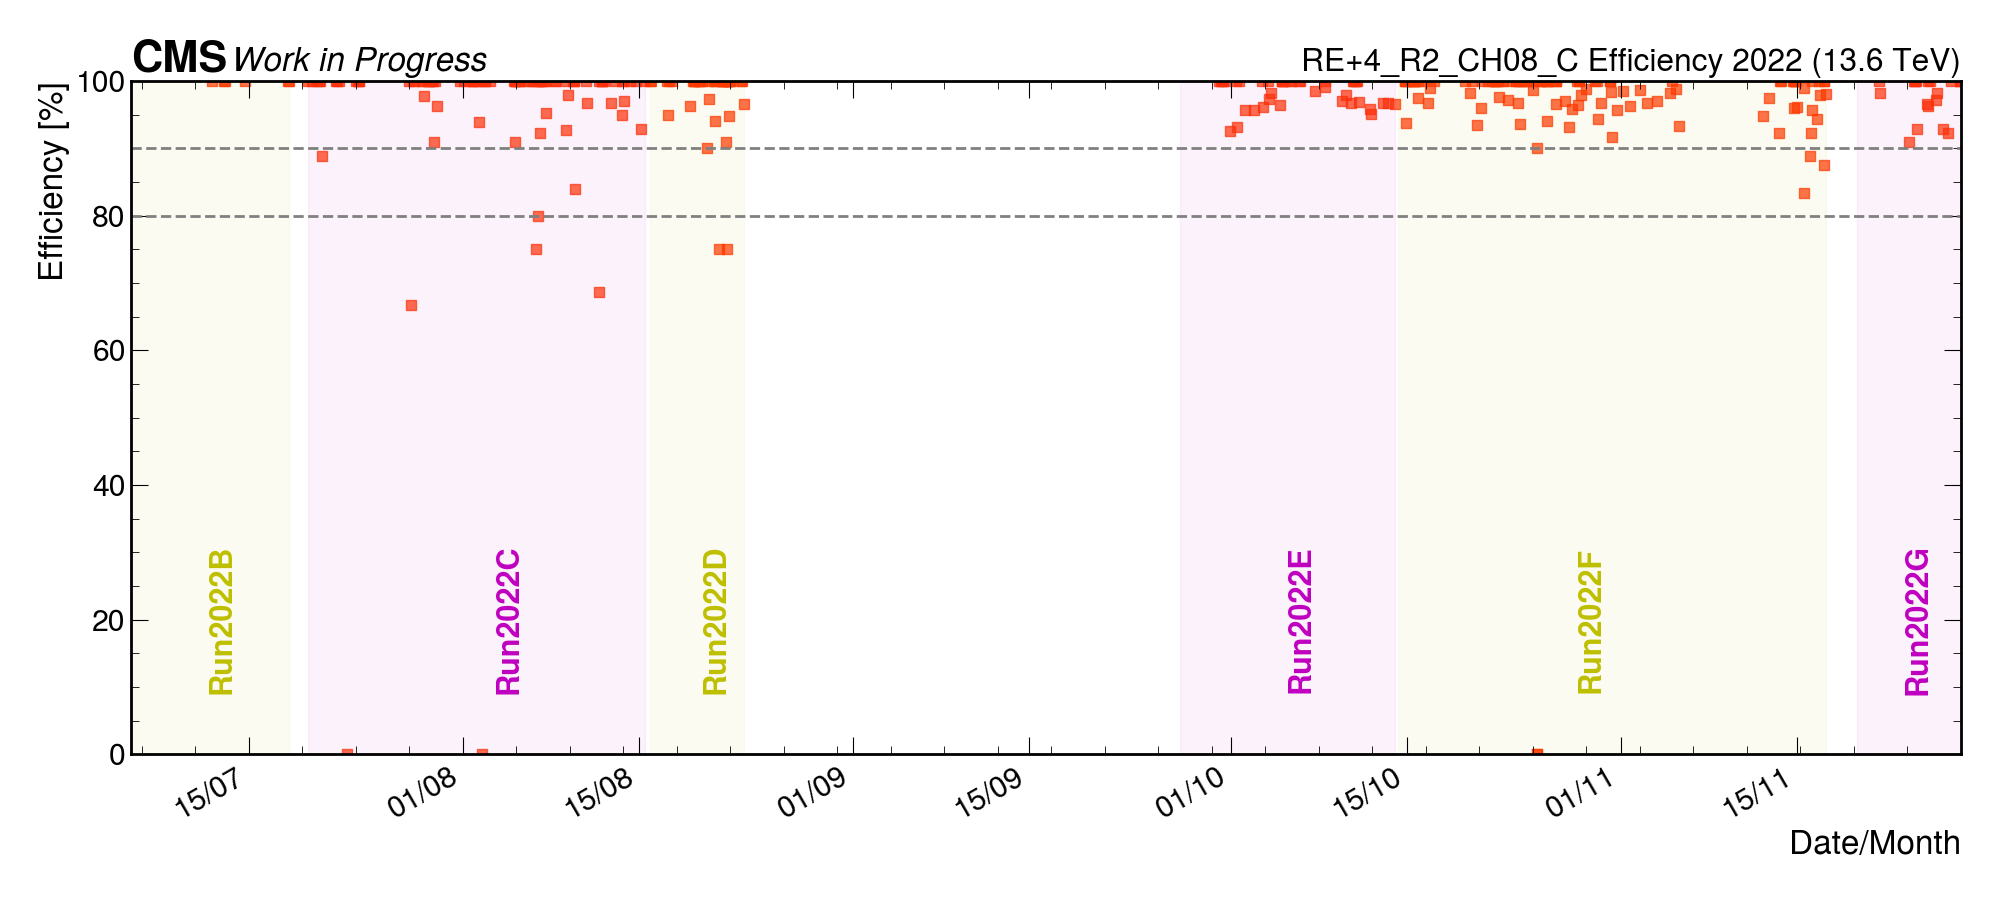 CMS Work in Progress
RE+4_R2_CH08_C Efficiency 2022 (13.6 TeV)
Efficiency [%]
100
80
60
40
20
0
Run2022B
Run2022C
Run2022D
Run2022E
Run2022F
Run2022G
15/07 01/08 15/08 01/09 15/09 01/10 15/10 01/11 15/11
Date/Month